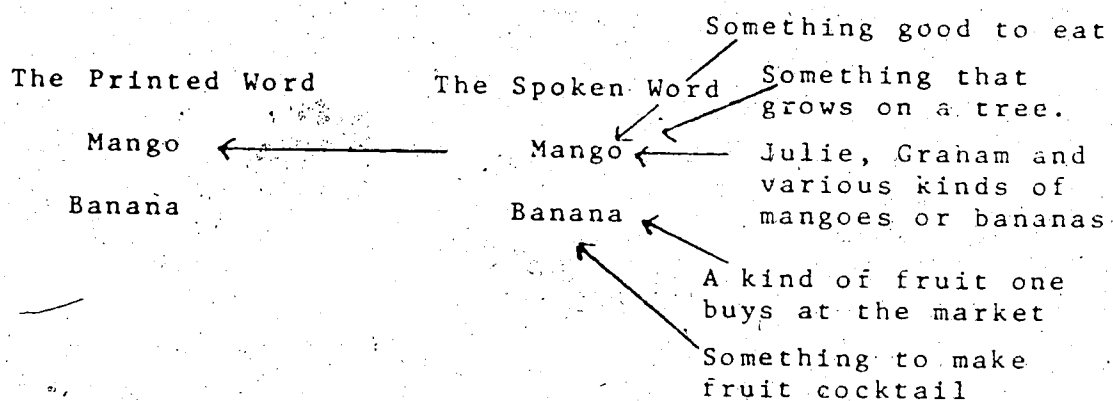 Something good to eat
The Printed Word The Spoken Word Something that
grows on a tree.
Mango Mango Julie, Graham and
various kinds of
mangoes or bananas
Banana Banana
A kind of fruit one
buys at the market
Something to make
fruit cocktail